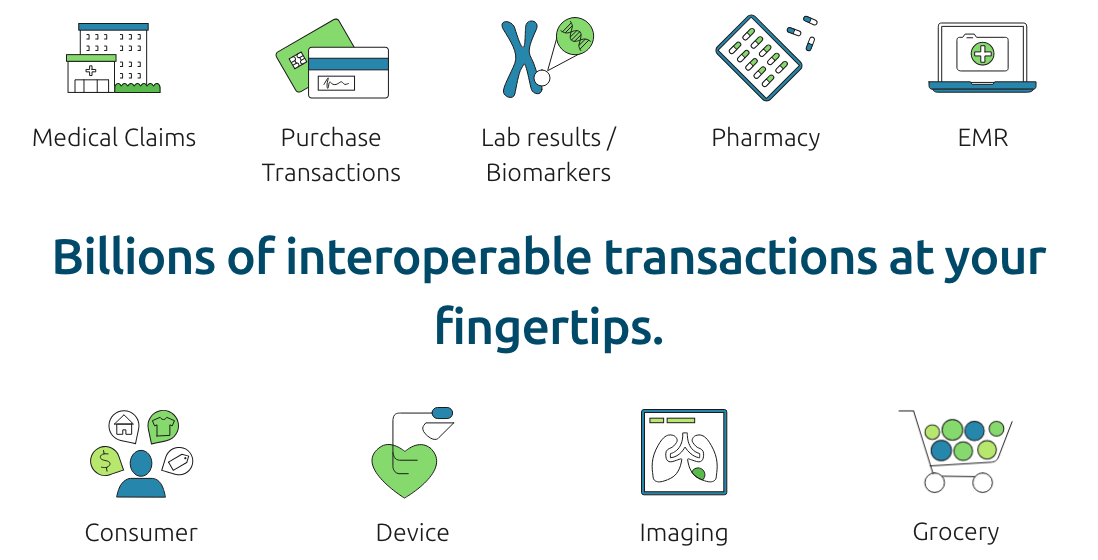 Medical Claims
Purchase
Transactions
Lab results /
Biomarkers
Pharmacy
EMR
Billions of interoperable transactions at your
fingertips.
$
Consumer
Device
Imaging
Grocery